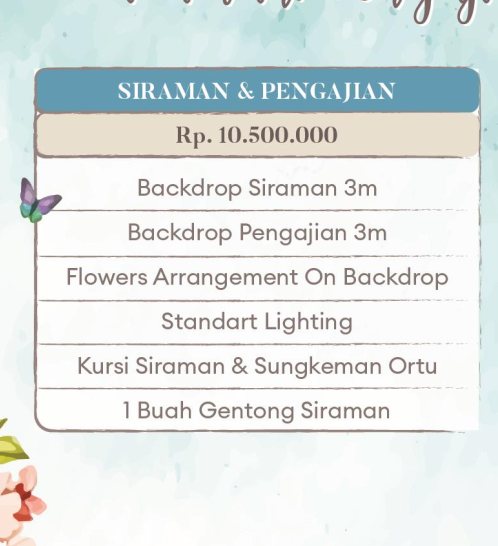 SIRAMAN & PENGAJIAN
Rp. 10.500.000
Backdrop Siraman 3m
Backdrop Pengajian 3m
Flowers Arrangement On Backdrop
Standart Lighting
Kursi Siraman & Sungkeman Ortu
1 Buah Gentong Siraman